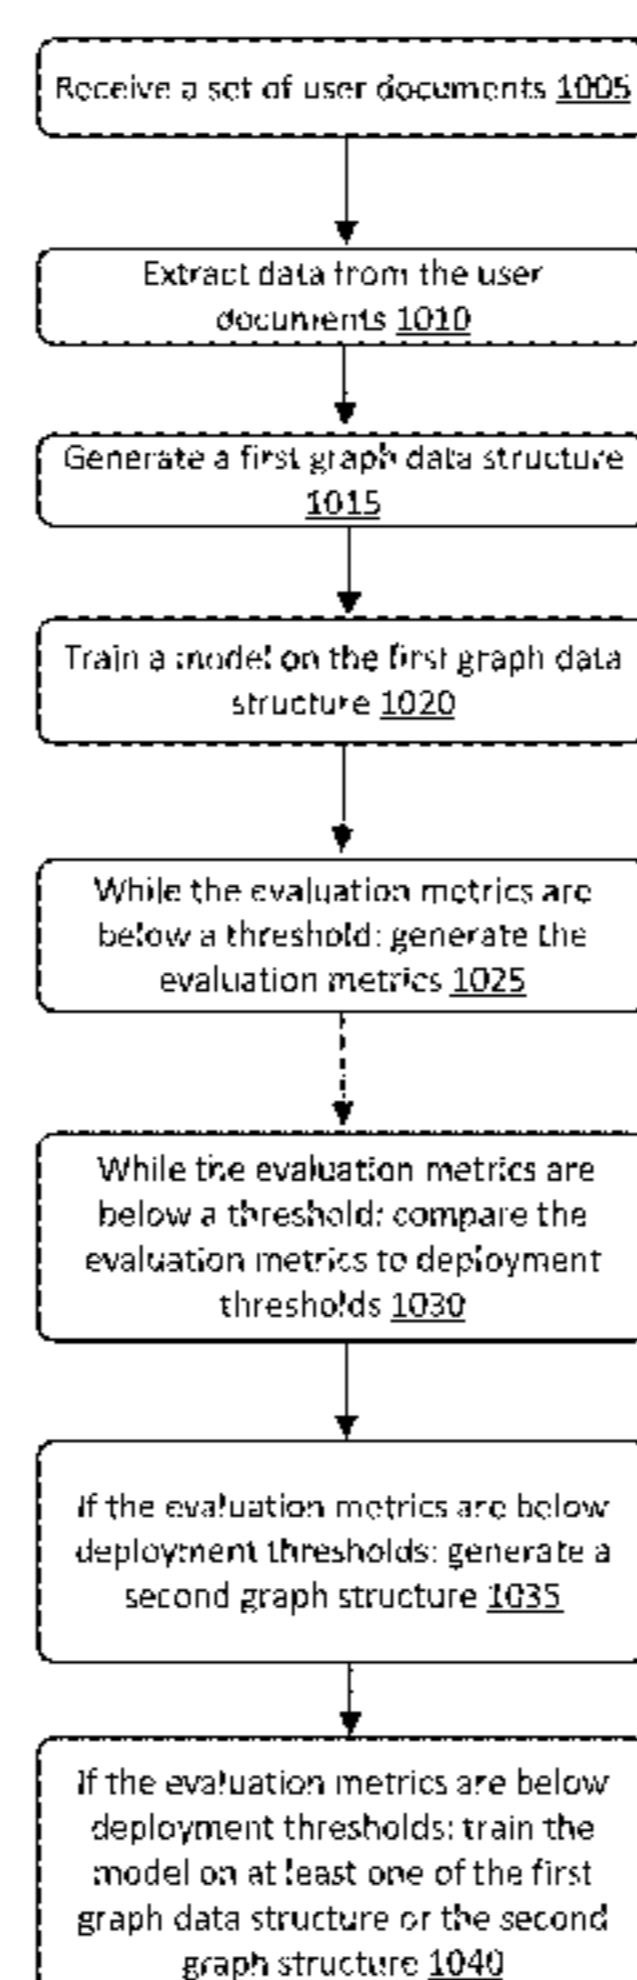 Receive a set of user documents 1005
Extract data from the user
documents 1010
Generate a first graph data structure
1015
Train a model on the first graph data
structure 1020
While the evaluation metrics are
below a threshold: generate the
evaluation metrics 1025
While the evaluation metrics are
below a threshold: compare the
evaluation metrics to deployment
thresholds 1030
If the evaluation metrics are below
deployment thresholds: generate a
second graph structure 1035
If the evaluation metrics are below
deployment thresholds: train the
model on at least one of the first
graph data structure or the second
graph structure 1040